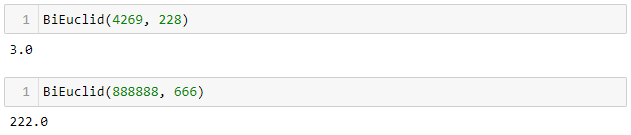 1 BiEuclid(4269, 228)
3.0
1 BiEuclid(888888, 666)
222.0